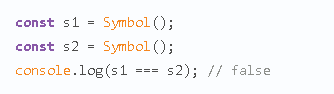 const s1 = Symbol();
const s2 = Symbol();
console.log(s1 === s2); // false